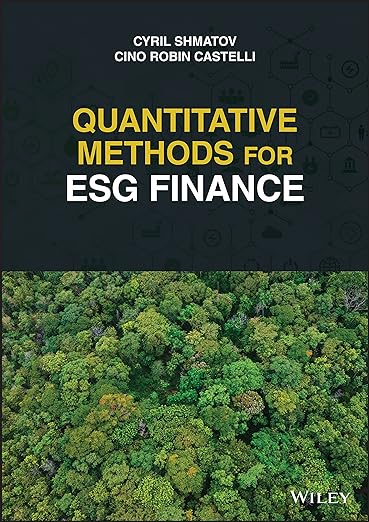 CYRIL SHMATOV
CINO ROBIN CASTELLI
QUANTITATIVE
METHODS FOR
ESG FINANCE
WILEY